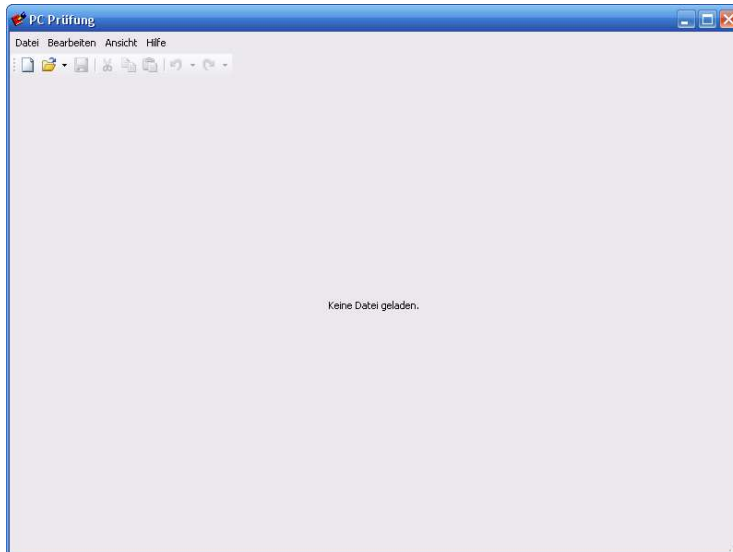 PC Prüfung
Datei Bearbeiten Ansicht Hilfe
Keine Datei geladen.